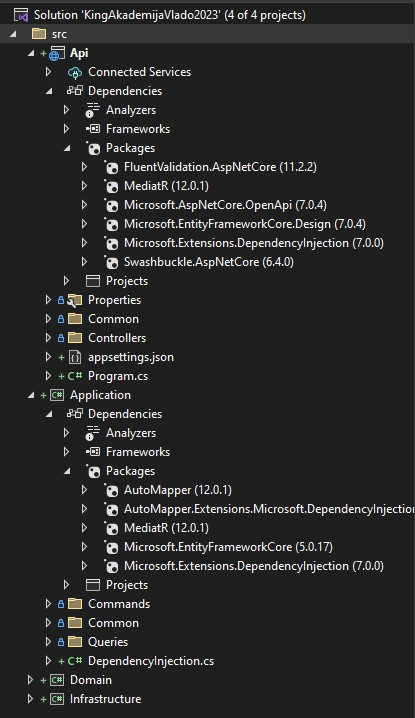 Solution 'KingAkademijaVlado2023' (4 of 4 projects)
src
Api
Connected Services
Dependencies
Analyzers
Frameworks
Packages
FluentValidation.AspNetCore (11.2.2)
MediatR (12.0.1)
Microsoft.AspNetCore.OpenApi (7.0.4)
Microsoft.EntityFrameworkCore.Design (7.0.4)
Microsoft.Extensions.DependencyInjection (7.0.0)
Swashbuckle.AspNetCore (6.4.0)
Projects
Properties
Common
Controllers
appsettings.json
C# Program.cs
C# Application
Dependencies
Analyzers
Frameworks
Packages
AutoMapper (12.0.1)
AutoMapper.Extensions.Microsoft.DependencyInjectio
MediatR (12.0.1)
Microsoft.EntityFrameworkCore (5.0.17)
Microsoft.Extensions.DependencyInjection (7.0.0)
Projects
Commands
Common
Queries
C# DependencyInjection.cs
C# Domain
C# Infrastructure